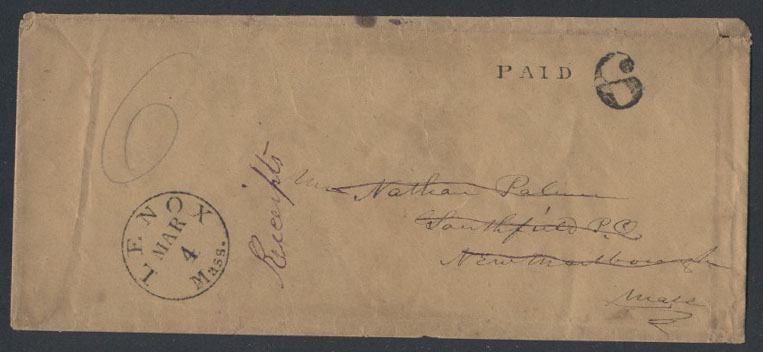 PAID 6
6
LENOX
MAR
4
Mass.
Receipts
Mr Nathan Palmer
Southfield P.O.
New Marlborough
Mass